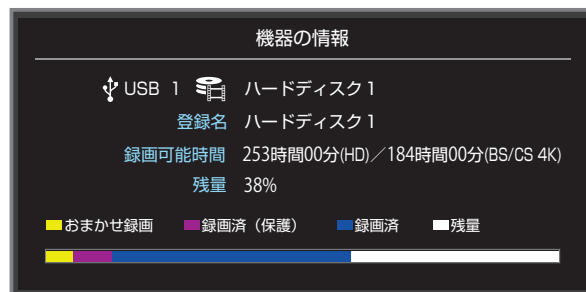 機器の情報
USB 1 ハードディスク1
登録名 ハードディスク1
録画可能時間 253時間00分(HD)／184時間00分(BS/CS 4K)
残量 38%
おまかせ録画 録画済（保護） 録画済 残量